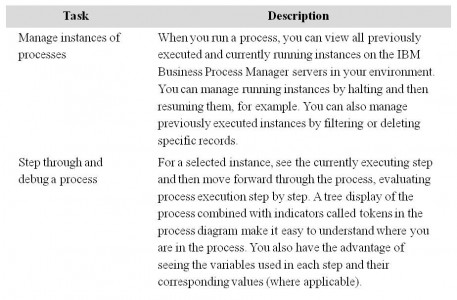 Task Description
Manage instances of When you run a process, you can view all previously
processes executed and currently running instances on the IBM
Business Process Manager servers in your environment.
You can manage running instances by halting and then
resuming them, for example. You can also manage
previously executed instances by filtering or deleting
specific records.
Step through and For a selected instance, see the currently executing step
debug a process and then move forward through the process, evaluating
process execution step by step. A tree display of the
process combined with indicators called tokens in the
process diagram make it easy to understand where you
are in the process. You also have the advantage of
seeing the variables used in each step and their
corresponding values (where applicable).